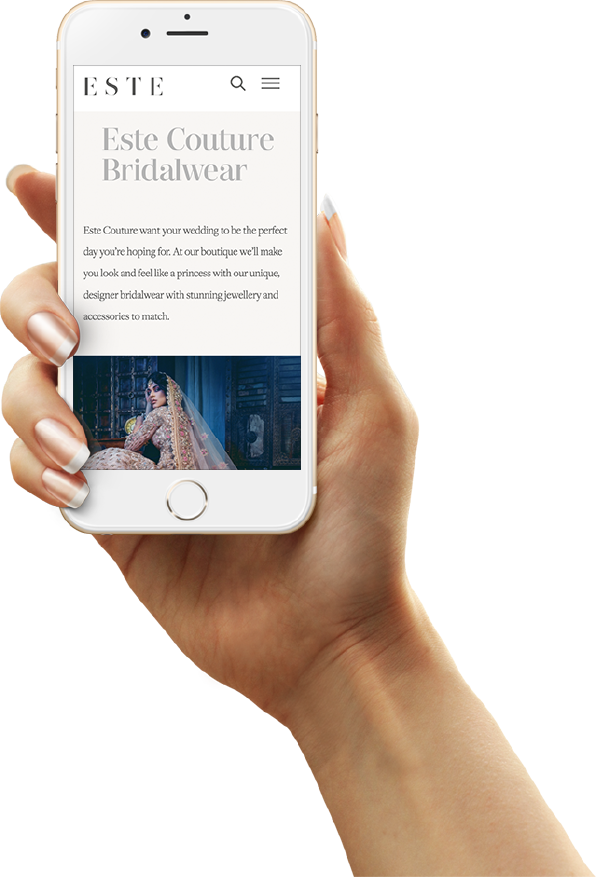 ESTE
Este Couture
Bridalwear
Este Couture want your wedding to be the perfect
day you're hoping for. At our boutique we'll make
you look and feel like a princess with our unique,
designer bridalwear with stunning jewellery and
accessories to match.